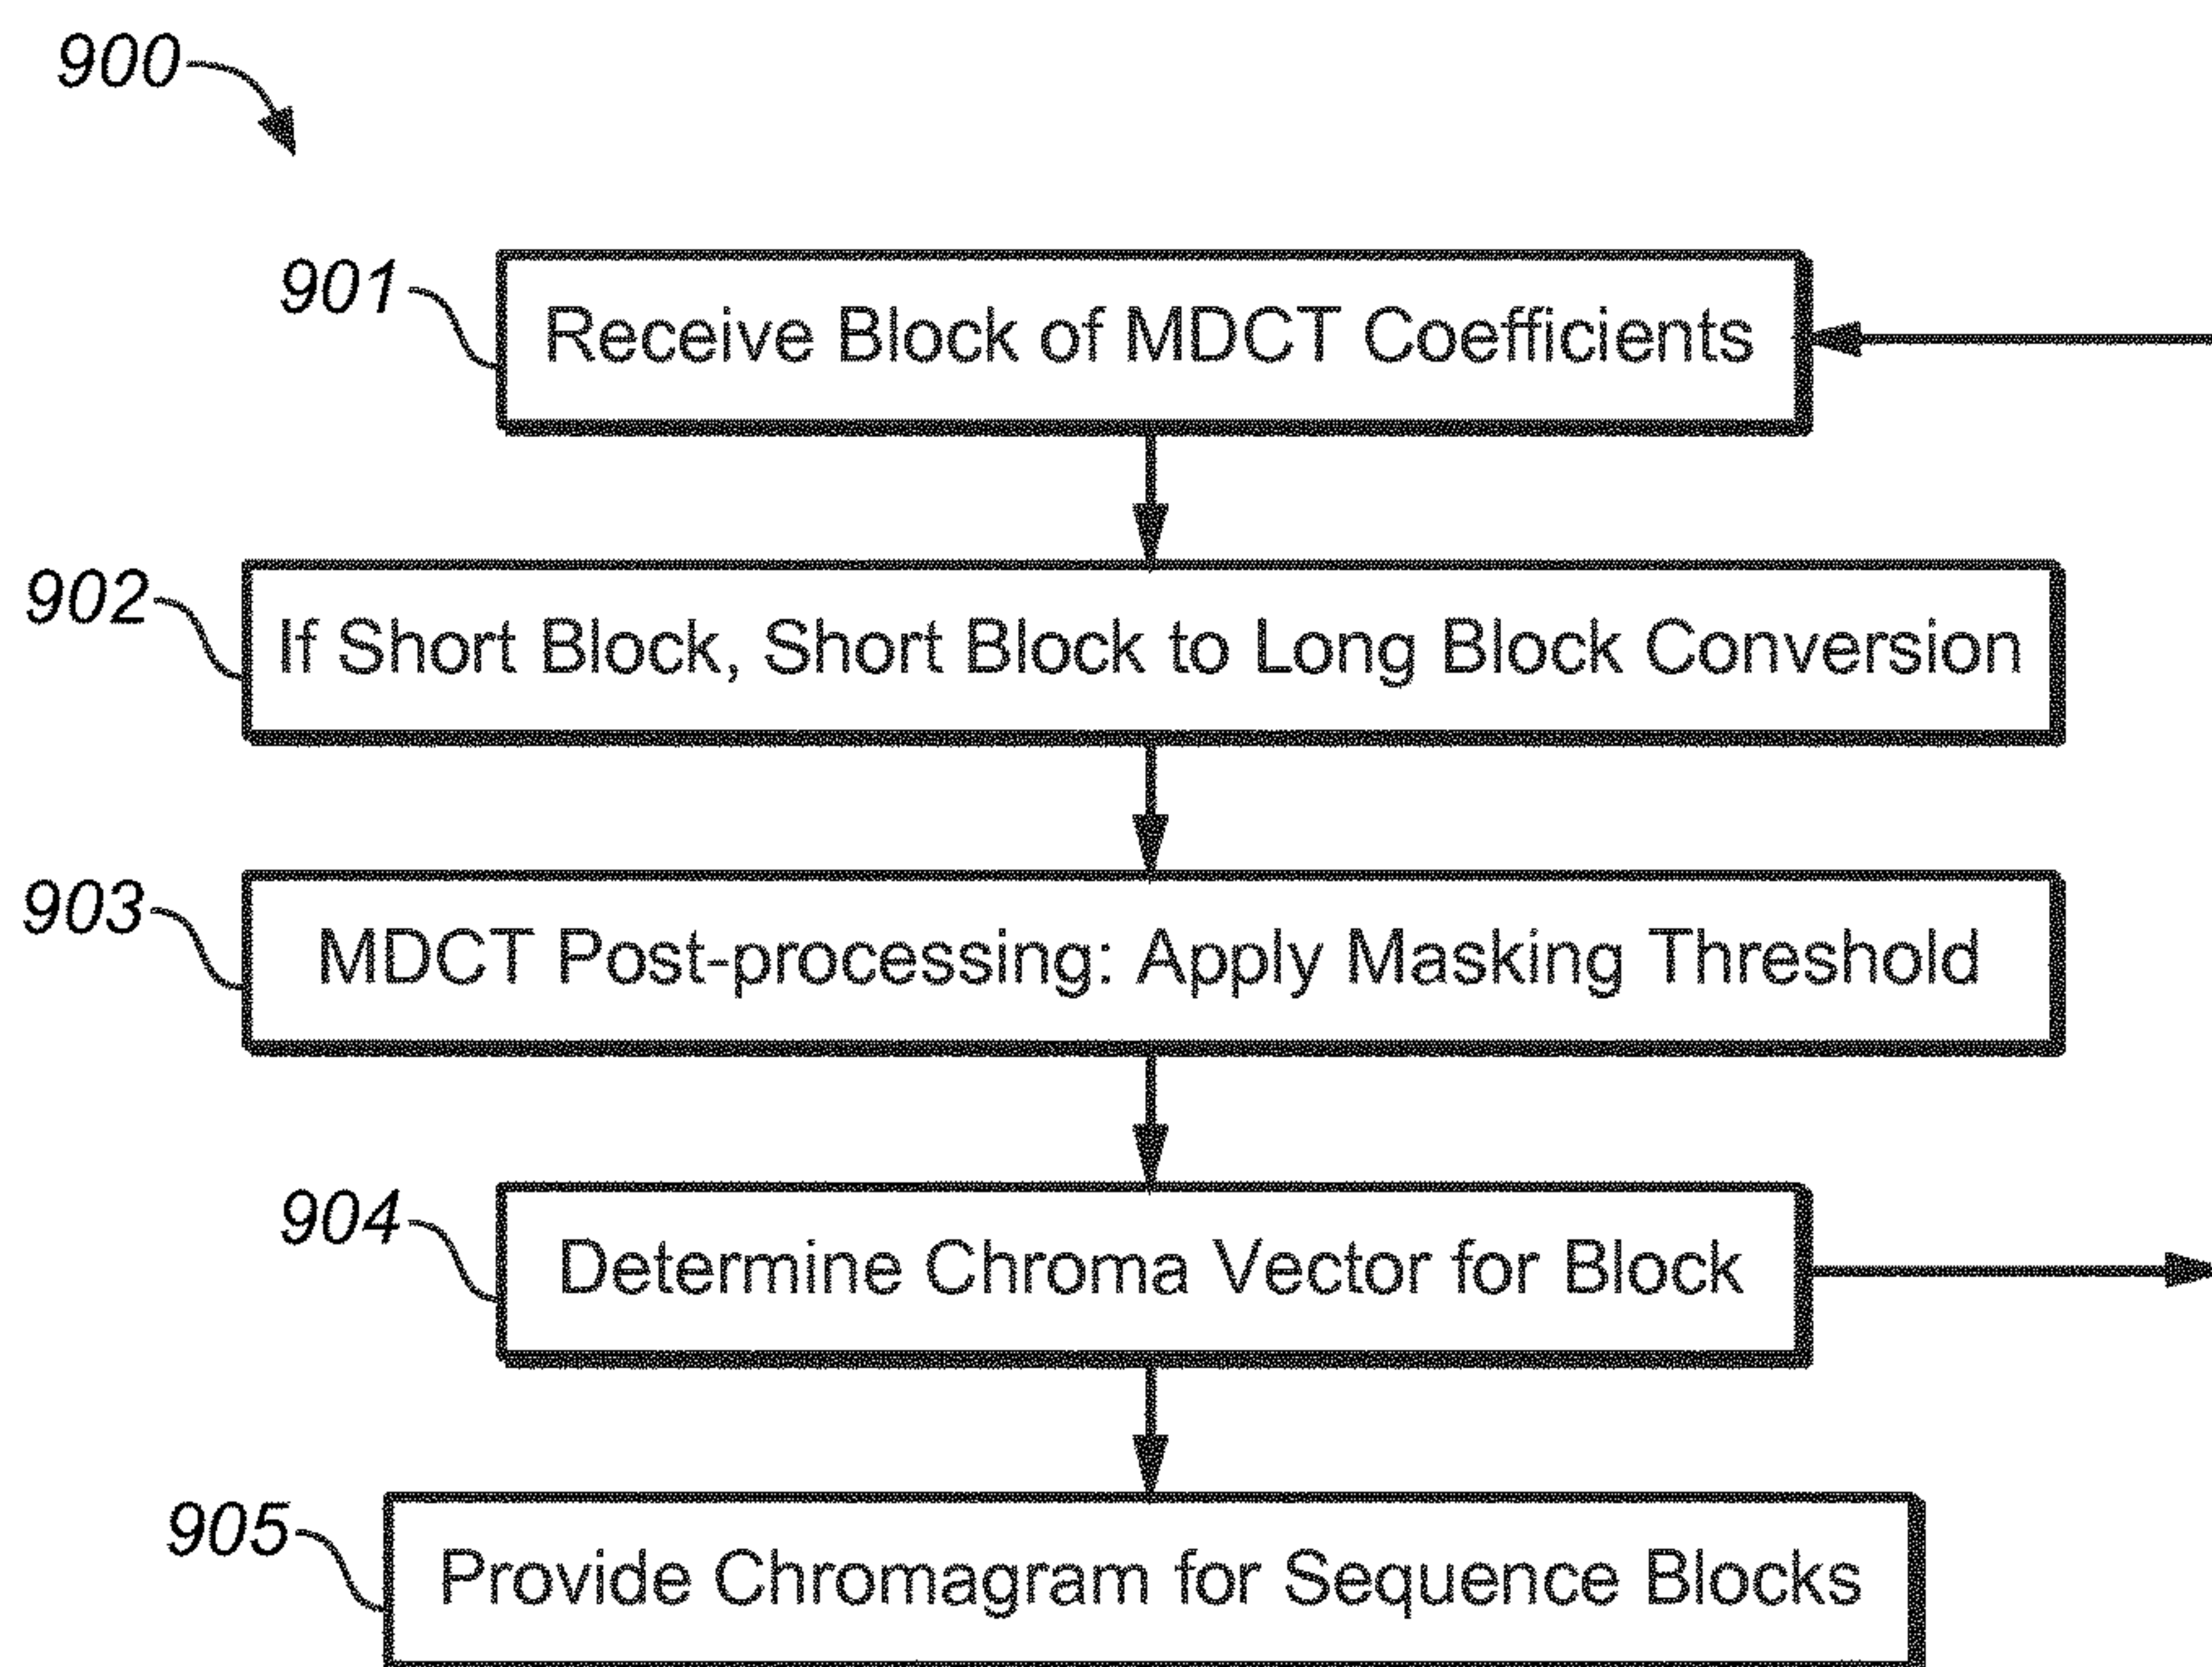 900
901
Receive Block of MDCT Coefficients
902
If Short Block, Short Block to Long Block Conversion
903
MDCT Post-processing: Apply Masking Threshold
904
Determine Chroma Vector for Block
905
Provide Chromagram for Sequence Blocks